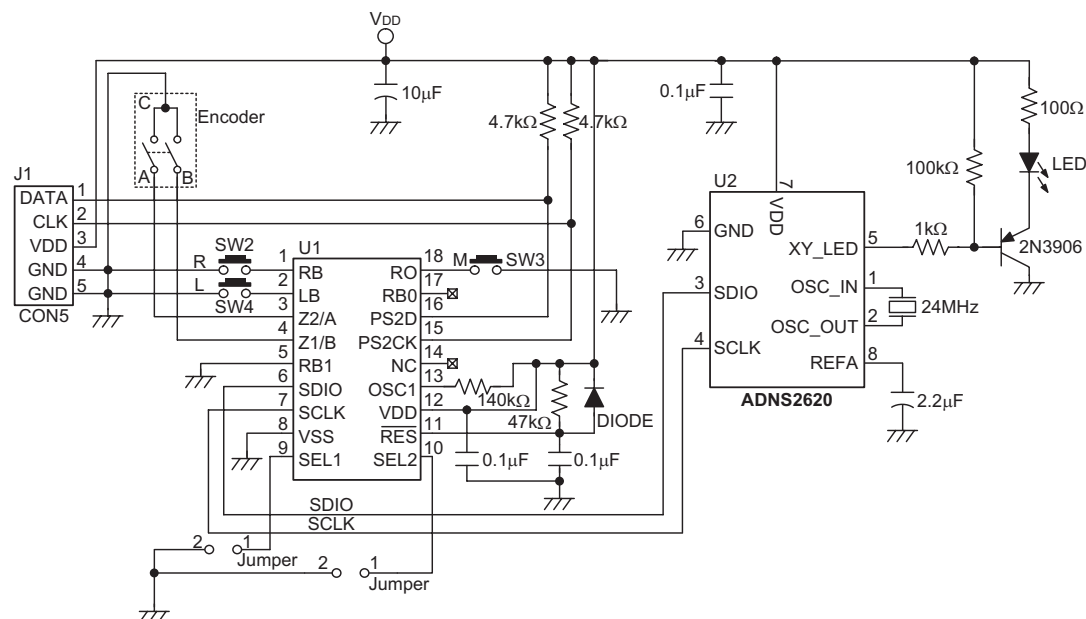 VDD
10µF
0.1µF
4.7kΩ
4.7kΩ
100Ω
LED
100kΩ
2N3906
1kΩ
C
Encoder
A
B
J1
DATA
CLK
VDD
GND
GND
1
2
3
4
5
CON5
R
SW2
L
SW4
U1
1
2
3
4
5
6
7
8
9
RB
LB
Z2/A
Z1/B
RB1
SDIO
SCLK
VSS
SEL1
RO
RB0
PS2D
PS2CK
NC
OSC1
VDD
RES
SEL2
18
17
16
15
14
13
12
11
10
M
SW3
140kΩ
47kΩ
DIODE
0.1µF
0.1µF
SDIO
SCLK
2
1
Jumper
2
1
Jumper
U2
7
VDD
6
GND
3
SDIO
4
SCLK
XY_LED
5
OSC_IN
1
OSC_OUT
2
REFA
8
24MHz
2.2µF
ADNS2620